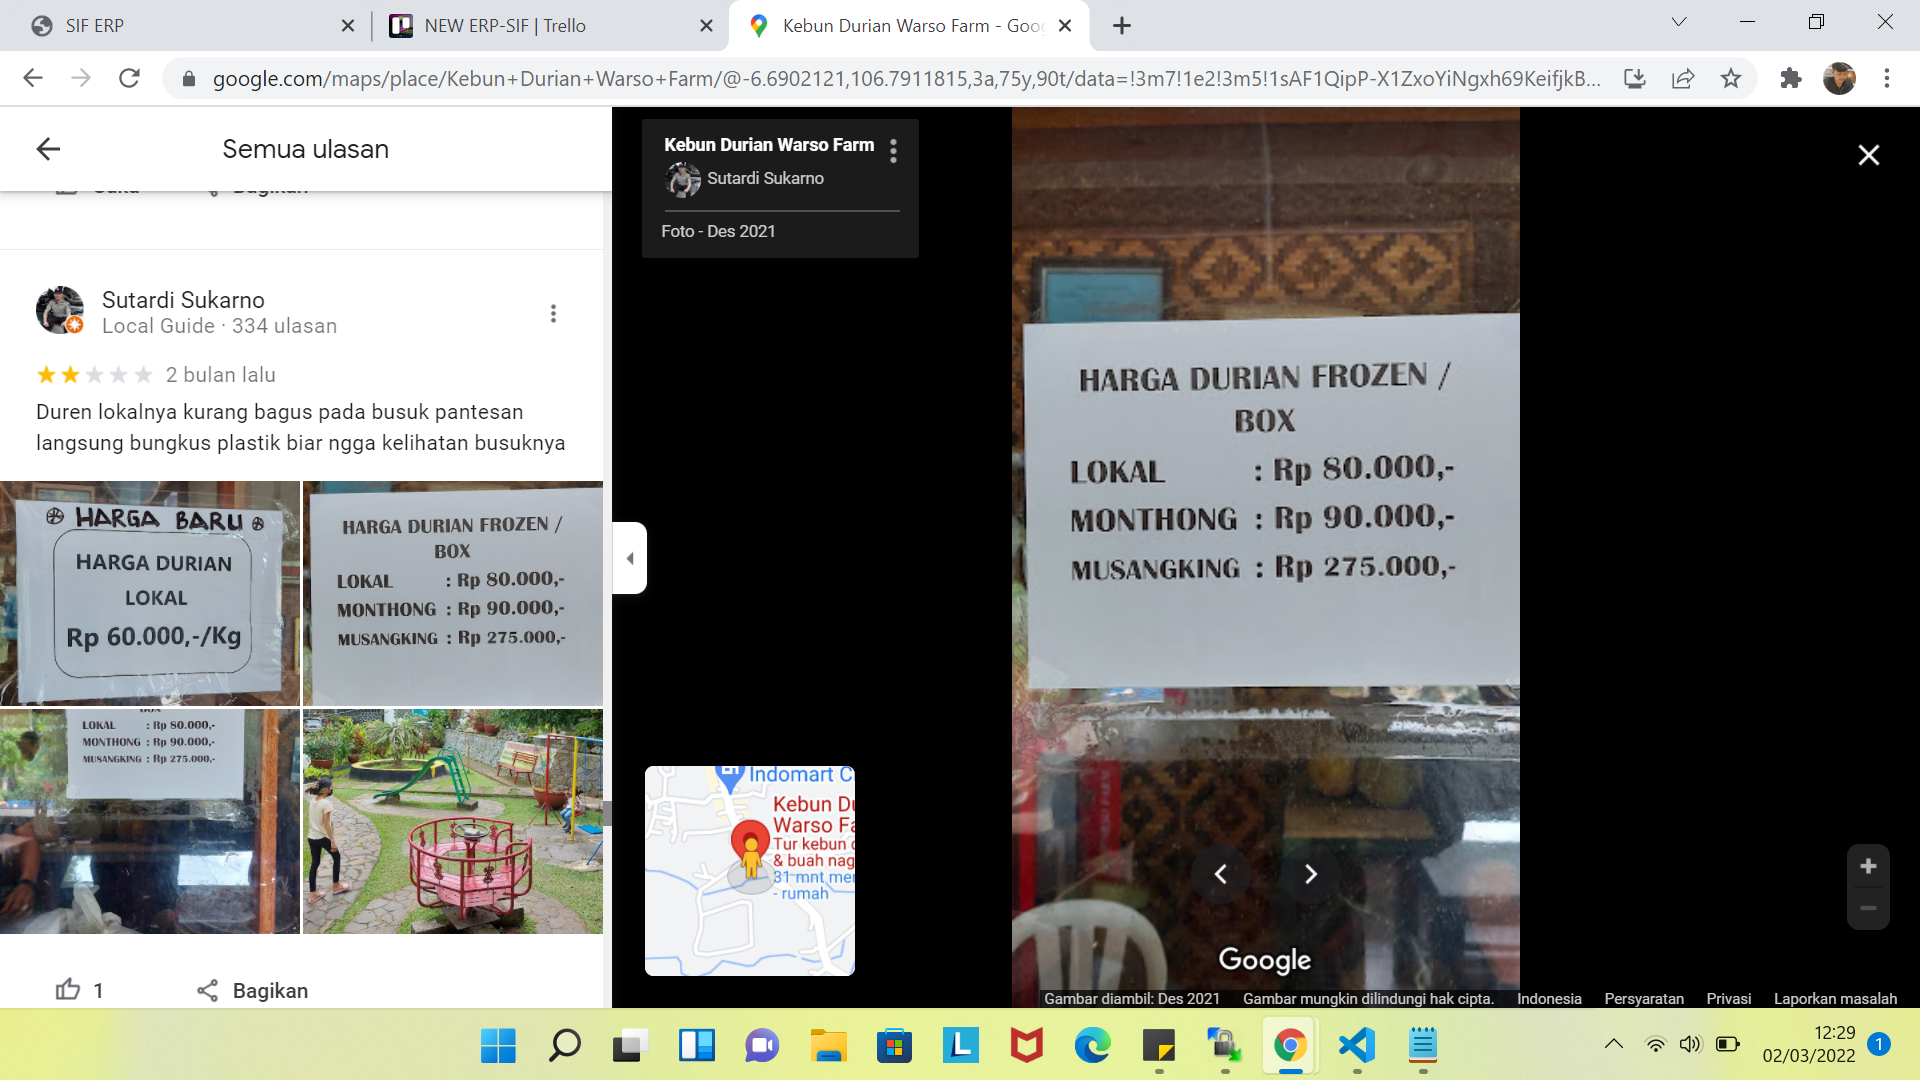 SIF ERP
NEW ERP-SIF | Trello
Kebun Durian Warso Farm - Goo
google.com/maps/place/Kebun+Durian+Warso+Farm/@-6.6902121,106.7911815,3a,75y,90t/data=!3m7!1e2!3m5!1sAF1QipP-X1ZxoYiNgxh69KeifjkB...
Semua ulasan
Suka
Bagikan
Sutardi Sukarno
Local Guide · 334 ulasan
2 bulan lalu
Duren lokalnya kurang bagus pada busuk pantesan
langsung bungkus plastik biar ngga kelihatan busuknya
HARGA BARU
HARGA DURIAN
LOKAL
Rp 60.000,-/Kg
HARGA DURIAN FROZEN /
BOX
LOKAL : Rp 80.000,-
MONTHONG : Rp 90.000,-
MUSANGKING : Rp 275.000,-
BOX
LOKAL : Rp 80.000,-
MONTHONG : Rp 90.000,-
MUSANGKING : Rp 275.000,-
1
Bagikan
Kebun Durian Warso Farm
Sutardi Sukarno
Foto - Des 2021
HARGA DURIAN FROZEN /
BOX
LOKAL : Rp 80.000,-
MONTHONG : Rp 90.000,-
MUSANGKING : Rp 275.000,-
Indomart C
Kebun Du
Warso Fa
Tur kebun
& buah nag
31 mnt
- rumah
Google
Gambar diambil: Des 2021
Gambar mungkin dilindungi hak cipta.
Indonesia
Persyaratan
Privasi
Laporkan masalah
12:29
02/03/2022
1